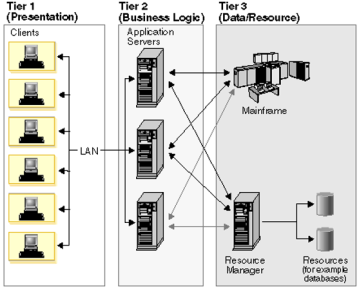 Tier 1
(Presentation)
Tier 2
(Business Logic)
Tier 3
(Data/Resource)
Clients
Application
Servers
LAN
Mainframe
Resource
Manager
Resources
(for example
databases)